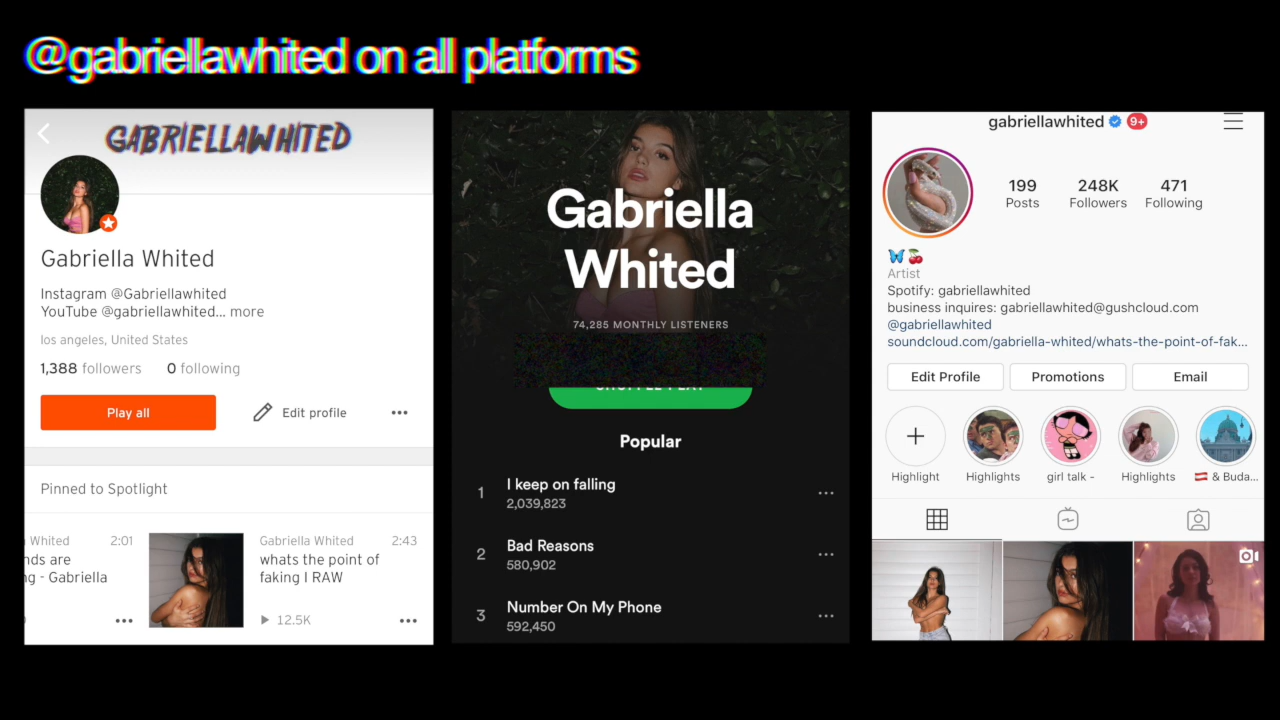 @gabriellawhited on all platforms
GABRIELLAWHITED
Gabriella Whited
Instagram @Gabriellawhited
YouTube @gabriellawhited... more
los angeles, United States
1,388 followers 0 following
Play all Edit profile
Pinned to Spotlight
Whited 2:01
nds are
g - Gabriella
Gabriella Whited 2:43
whats the point of
faking I RAW
12.5K
Gabriella
Whited
74,285 MONTHLY LISTENERS
SHUFFLE PLAY
Popular
1 I keep on falling
2,039,823
2 Bad Reasons
580,902
3 Number On My Phone
592,450
gabriellawhited 9+
199 248K 471
Posts Followers Following
Artist
Spotify: gabriellawhited
business inquires: gabriellawhited@gushcloud.com
@gabriellawhited
soundcloud.com/gabriella-whited/whats-the-point-of-fak...
Edit Profile Promotions Email
Highlight Highlights girl talk - Highlights & Buda...